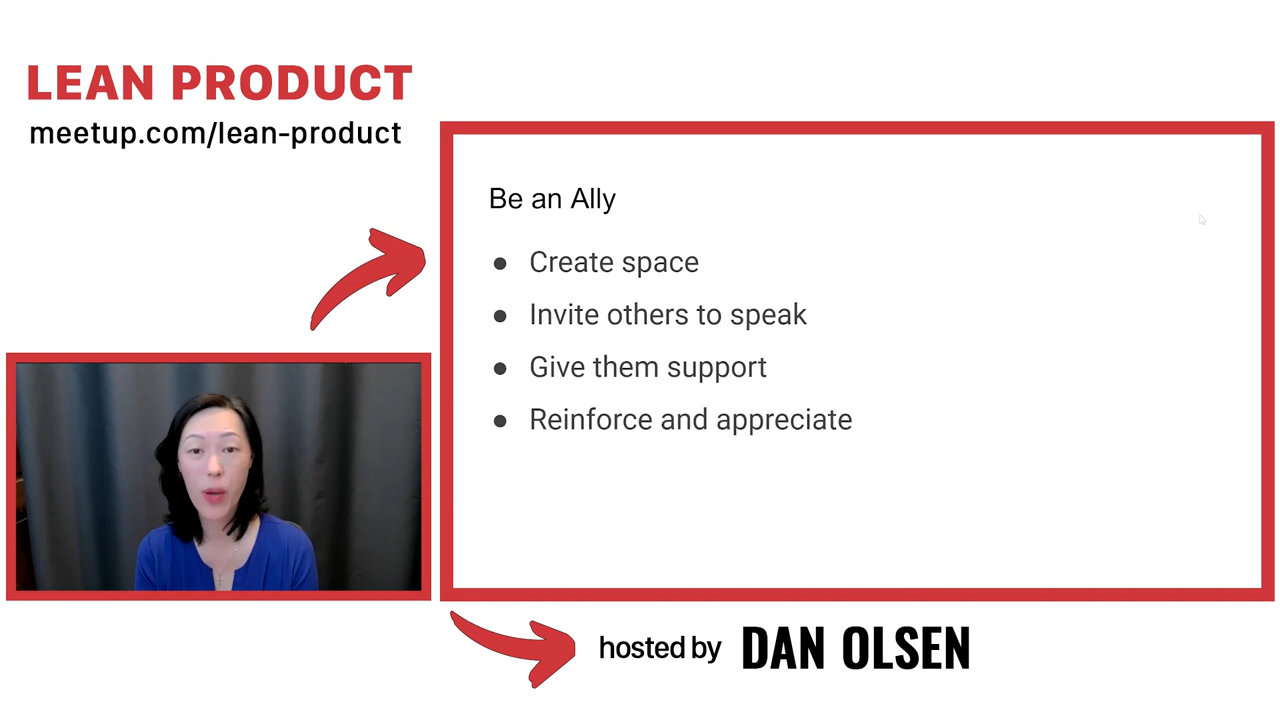 LEAN PRODUCT
meetup.com/lean-product
Be an Ally
● Create space
● Invite others to speak
● Give them support
● Reinforce and appreciate
hosted by DAN OLSEN